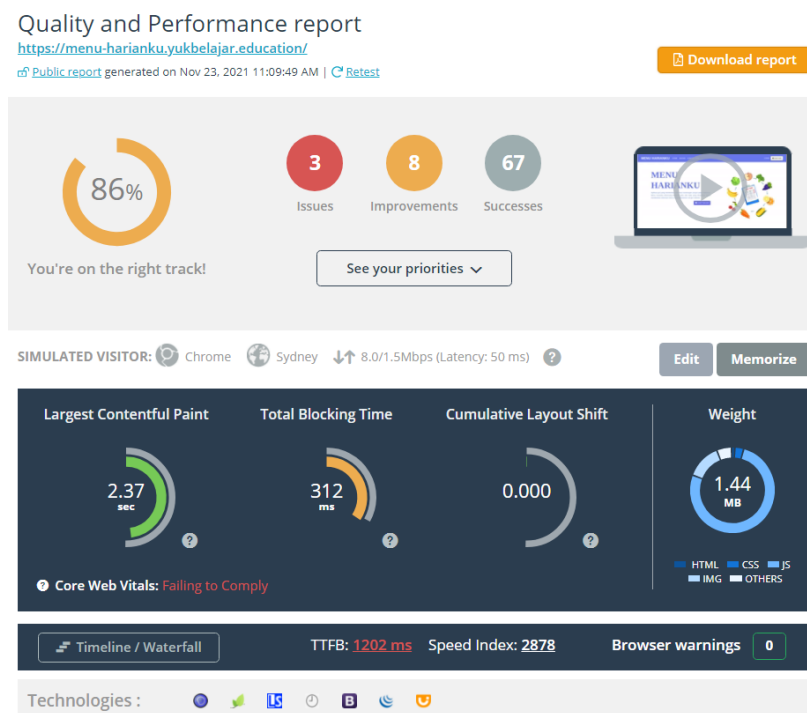 Quality and Performance report
https://menu-harianku.yukbelajar.education/
Public report generated on Nov 23, 2021 11:09:49 AM | Retest
Download report
86%
You're on the right track!
3
Issues
8
Improvements
67
Successes
See your priorities
MENU
HARIANKU
SIMULATED VISITOR: Chrome Sydney 8.0/1.5Mbps (Latency: 50 ms) ?
Edit
Memorize
Largest Contentful Paint
2.37
sec
?
Total Blocking Time
312
ms
?
Cumulative Layout Shift
0.000
?
Weight
1.44
MB
HTML CSS JS
IMG OTHERS
? Core Web Vitals: Failing to Comply
Timeline / Waterfall
TTFB: 1202 ms Speed Index: 2878
Browser warnings 0
Technologies :
LS
B